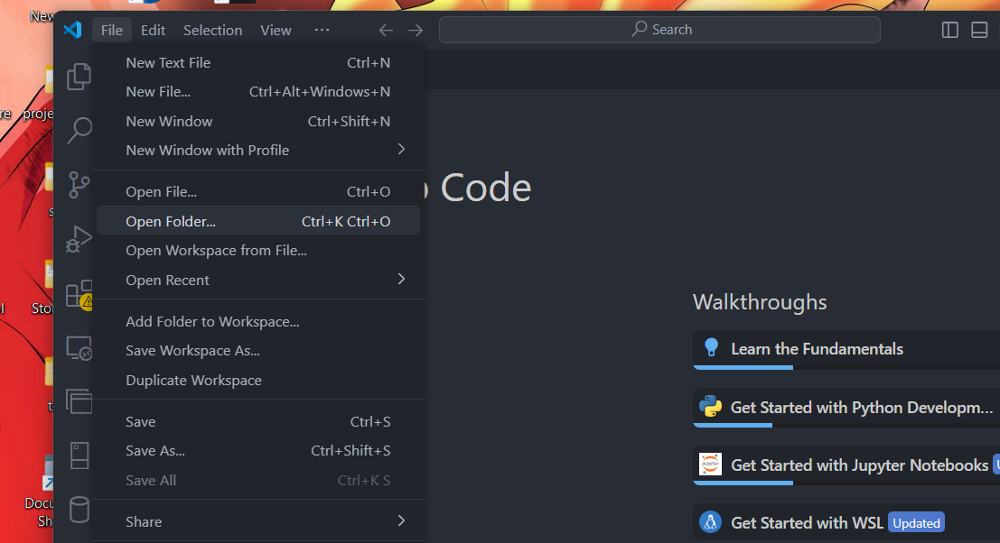 New
File Edit Selection View ··· Search
New Text File Ctrl+N
New File... Ctrl+Alt+Windows+N
re proje
New Window Ctrl+Shift+N
New Window with Profile
Open File... Ctrl+O
s
Open Folder... Ctrl+K Ctrl+O
Code
Open Workspace from File...
Open Recent
l Sto
Add Folder to Workspace...
Save Workspace As...
Duplicate Workspace
t
Save Ctrl+S
Save As... Ctrl+Shift+S
Save All Ctrl+K S
Docu
Sh
Share
Walkthroughs
Learn the Fundamentals
Get Started with Python Developm...
jupyter
Get Started with Jupyter Notebooks
Get Started with WSL Updated